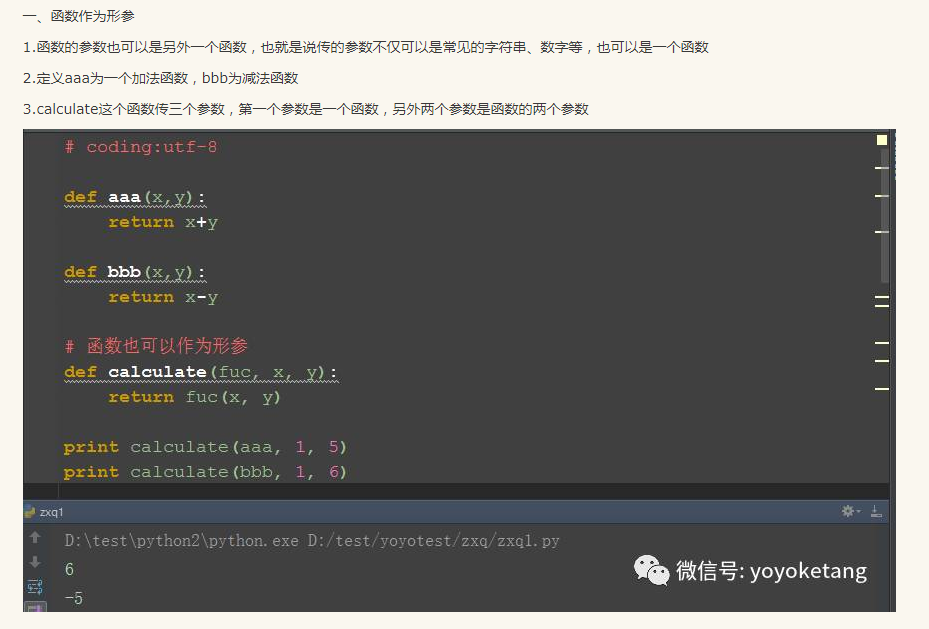 一、函数作为形参
1.函数的参数也可以是另外一个函数，也就是说传的参数不仅可以是常见的字符串、数字等，也可以是一个函数
2.定义aaa为一个加法函数，bbb为减法函数
3.calculate这个函数传三个参数，第一个参数是一个函数，另外两个参数是函数的两个参数
# coding:utf-8
def aaa(x,y):
    return x+y
def bbb(x,y):
    return x-y
# 函数也可以作为形参
def calculate(fuc, x, y):
    return fuc(x, y)
print calculate(aaa, 1, 5)
print calculate(bbb, 1, 6)
zxq1
D:\test\python2\python.exe D:/test/yoyotest/zxq/zxq1.py
6
-5
微信号: yoyoketang